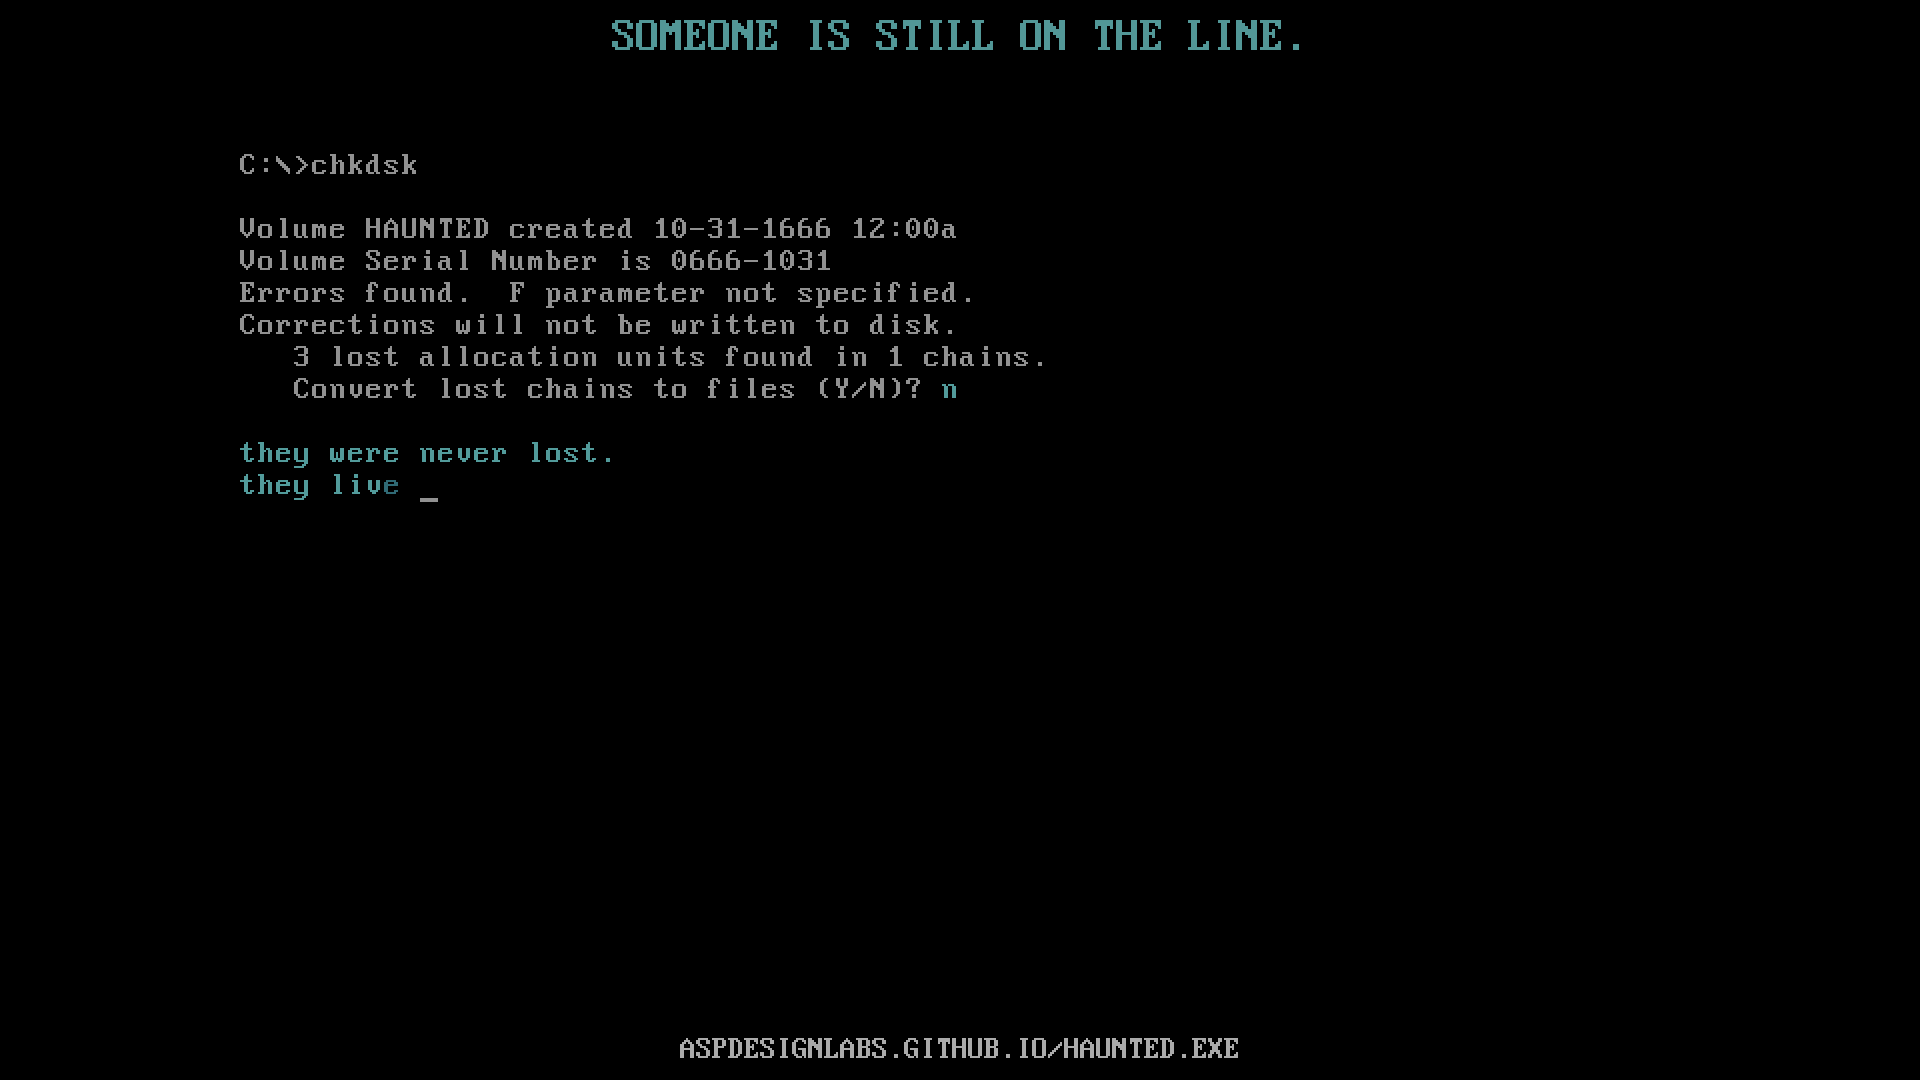 SOMEONE IS STILL ON THE LINE.
C:\>chkdsk
Volume HAUNTED created 10-31-1666 12:00a
Volume Serial Number is 0666-1031
Errors found.  F parameter not specified.
Corrections will not be written to disk.
   3 lost allocation units found in 1 chains.
   Convert lost chains to files (Y/N)? n
they were never lost.
they live _
ASPDESIGNLABS.GITHUB.IO/HAUNTED.EXE